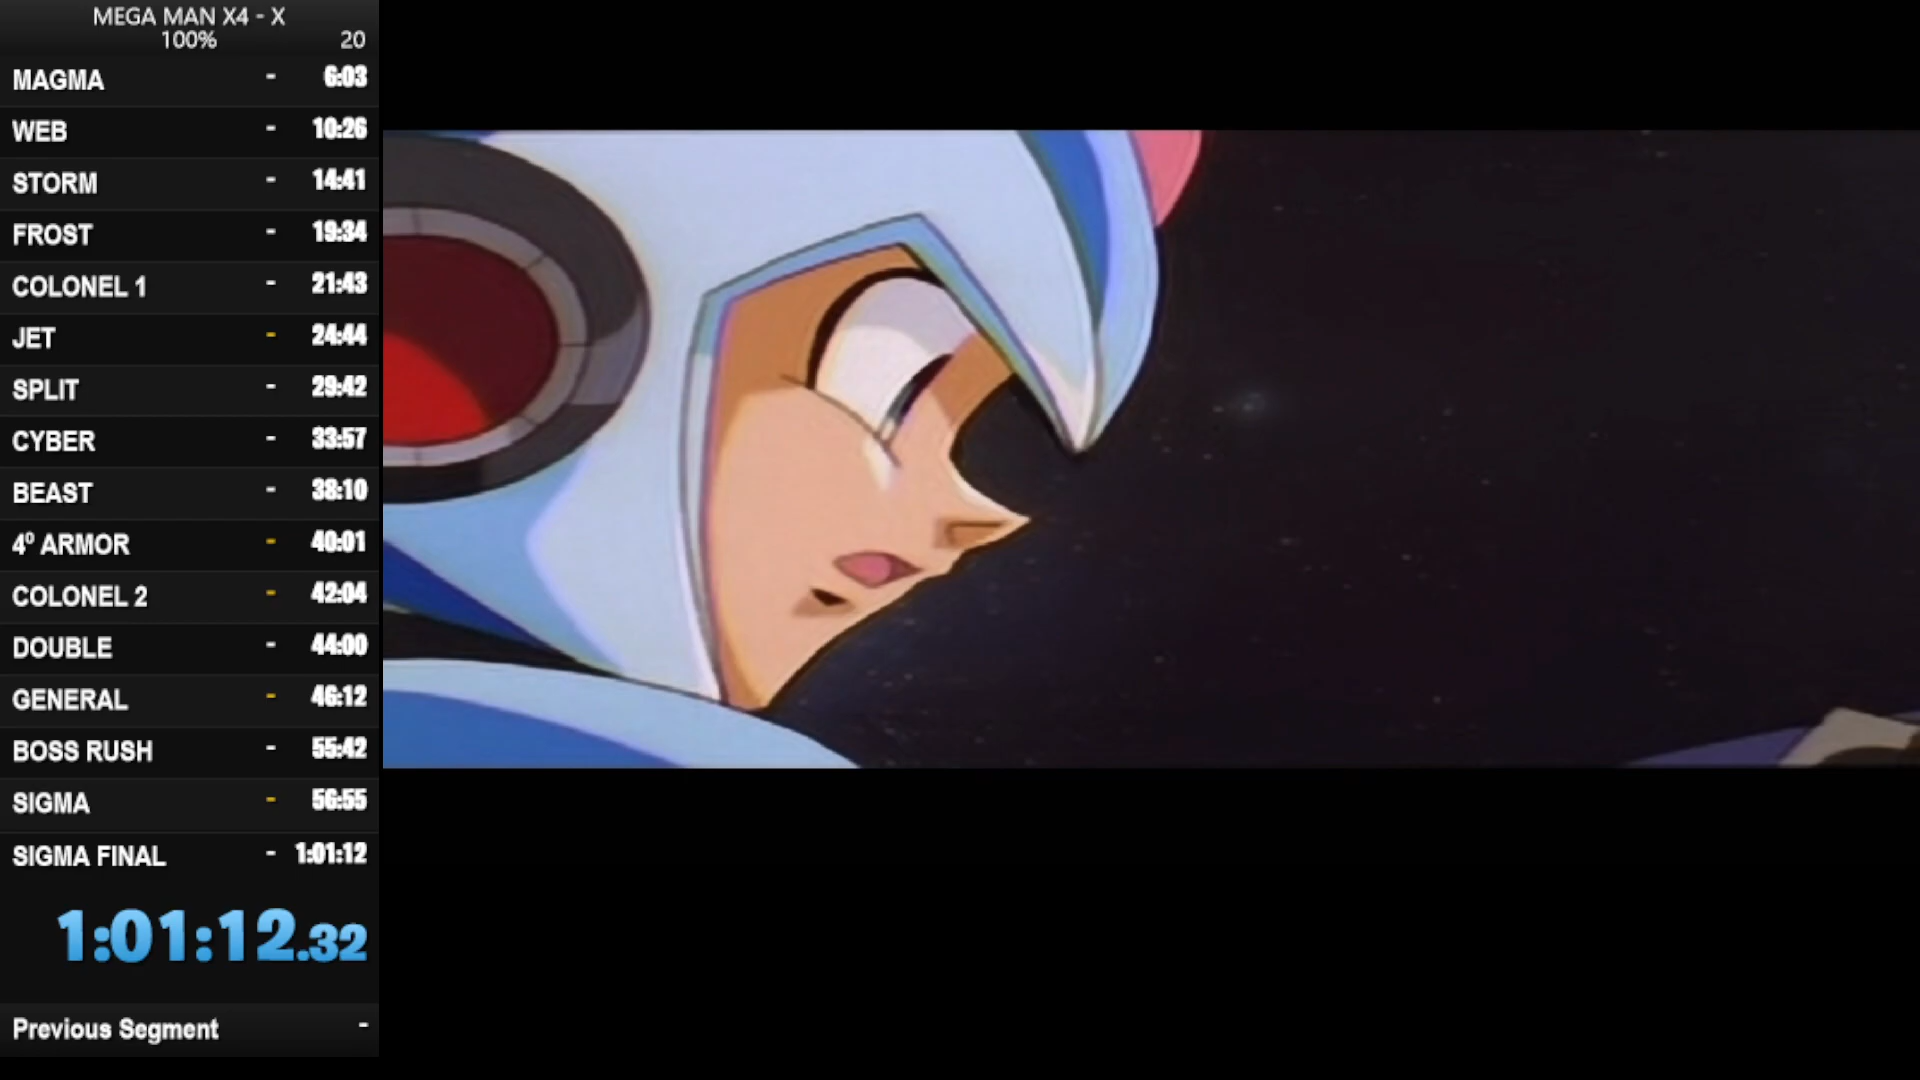 MEGA MAN X4 - X
100% 20
MAGMA - 6:03
WEB - 10:26
STORM - 14:41
FROST - 19:34
COLONEL 1 - 21:43
JET - 24:44
SPLIT - 29:42
CYBER - 33:57
BEAST - 38:10
4º ARMOR - 40:01
COLONEL 2 - 42:04
DOUBLE - 44:00
GENERAL - 46:12
BOSS RUSH - 55:42
SIGMA - 56:55
SIGMA FINAL - 1:01:12
1:01:12.32
Previous Segment -